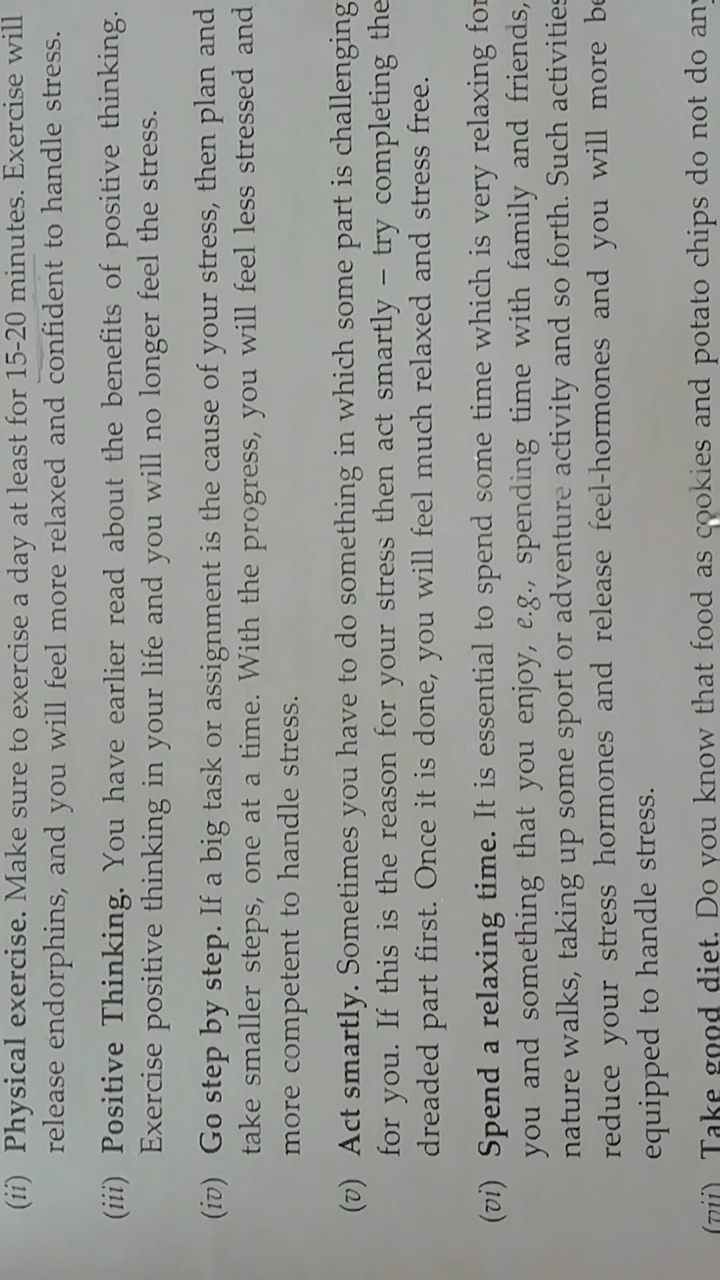 (ii) Physical exercise. Make sure to exercise a day at least for 15-20 minutes. Exercise will
release endorphins, and you will feel more relaxed and confident to handle stress.
(iii) Positive Thinking. You have earlier read about the benefits of positive thinking.
Exercise positive thinking in your life and you will no longer feel the stress.
(iv) Go step by step. If a big task or assignment is the cause of your stress, then plan and
take smaller steps, one at a time. With the progress, you will feel less stressed and
more competent to handle stress.
(v) Act smartly. Sometimes you have to do something in which some part is challenging
for you. If this is the reason for your stress then act smartly – try completing the
dreaded part first. Once it is done, you will feel much relaxed and stress free.
(vi) Spend a relaxing time. It is essential to spend some time which is very relaxing for
you and something that you enjoy, e.g., spending time with family and friends,
nature walks, taking up some sport or adventure activity and so forth. Such activities
reduce your stress hormones and release feel-hormones and you will more be
equipped to handle stress.
(vii) Take good diet. Do you know that food as cookies and potato chips do not do any